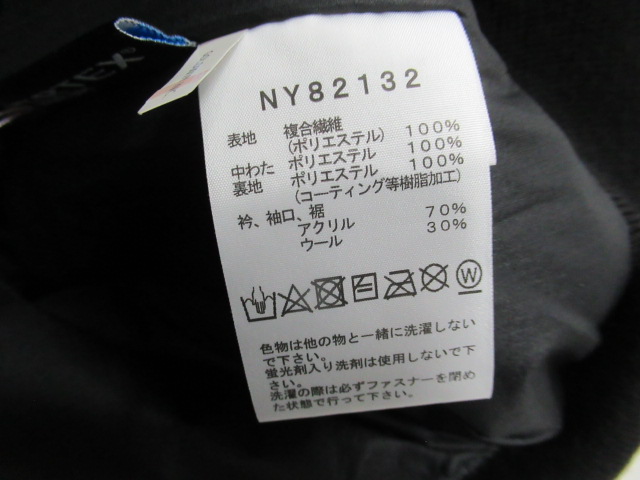 NY82132
表地 複合繊維
(ポリエステル) 100%
中わた ポリエステル 100%
裏地 ポリエステル 100%
(コーティング等樹脂加工)
衿、袖口、裾
アクリル 70%
ウール 30%
W
色物は他の物と一緒に洗濯しない
で下さい。
蛍光剤入り洗剤は使用しないで下
さい。
洗濯の際は必ずファスナーを閉め
た状態で行って下さい。